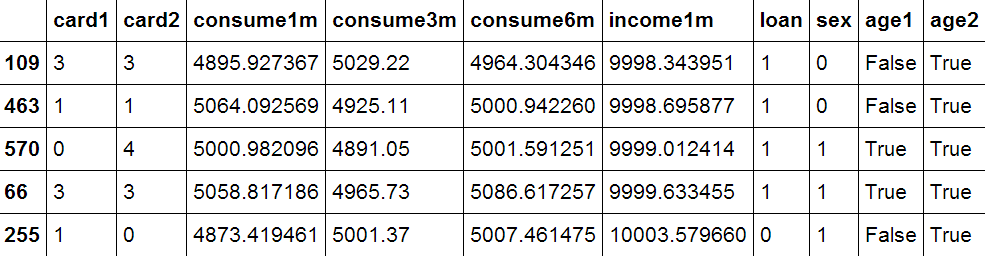 card1 card2 consume1m consume3m consume6m income1m loan sex age1 age2
109 3 3 4895.927367 5029.22 4964.304346 9998.343951 1 0 False True
463 1 1 5064.092569 4925.11 5000.942260 9998.695877 1 0 False True
570 0 4 5000.982096 4891.05 5001.591251 9999.012414 1 1 True True
66 3 3 5058.817186 4965.73 5086.617257 9999.633455 1 1 True True
255 1 0 4873.419461 5001.37 5007.461475 10003.579660 0 1 False True